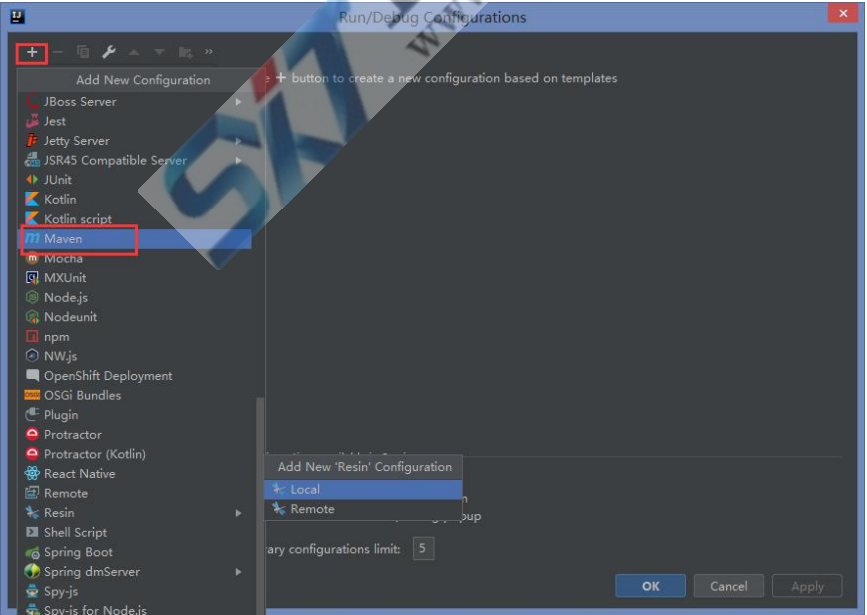 Run/Debug Configurations
Add New Configuration
+ button to create a new configuration based on templates
JBoss Server
Jest
Jetty Server
JSR45 Compatible Server
JUnit
Kotlin
Kotlin script
Maven
Mocha
MXUnit
Node.js
Nodeunit
npm
NW.js
OpenShift Deployment
OSGi Bundles
Plugin
Protractor
Protractor (Kotlin)
React Native
Remote
Resin
Shell Script
Spring Boot
Spring dmServer
Spy-js
Spy-js for Node.js
Add New 'Resin' Configuration
Local
Remote
configurations limit: 5
OK Cancel Apply